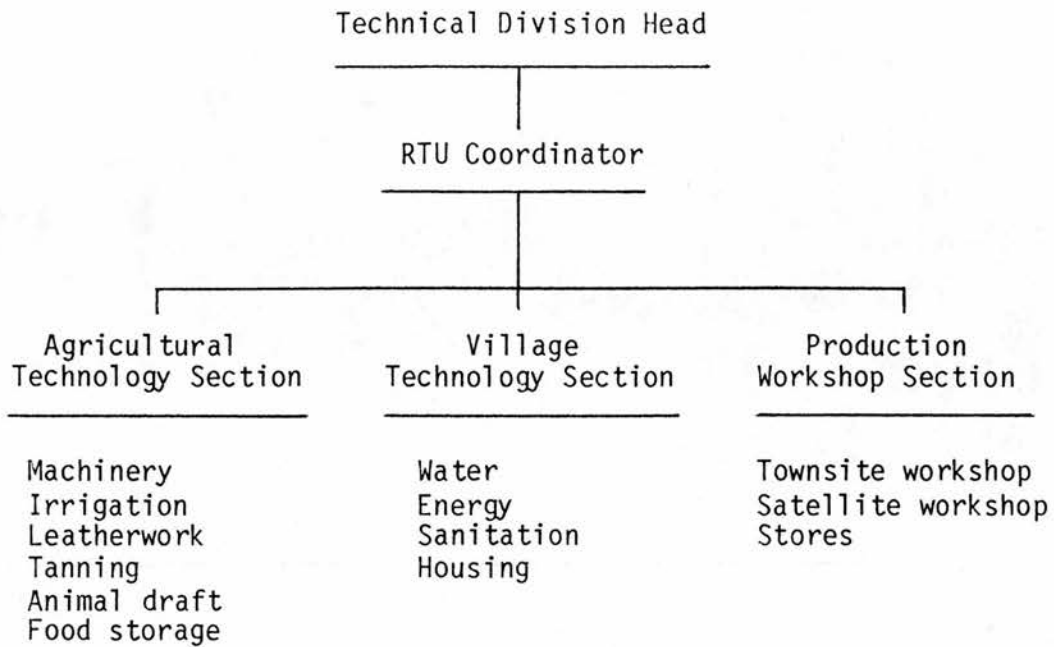 Technical Division Head
RTU Coordinator
Agricultural
Technology Section
Machinery
Irrigation
Leatherwork
Tanning
Animal draft
Food storage
Village
Technology Section
Water
Energy
Sanitation
Housing
Production
Workshop Section
Townsite workshop
Satellite workshop
Stores